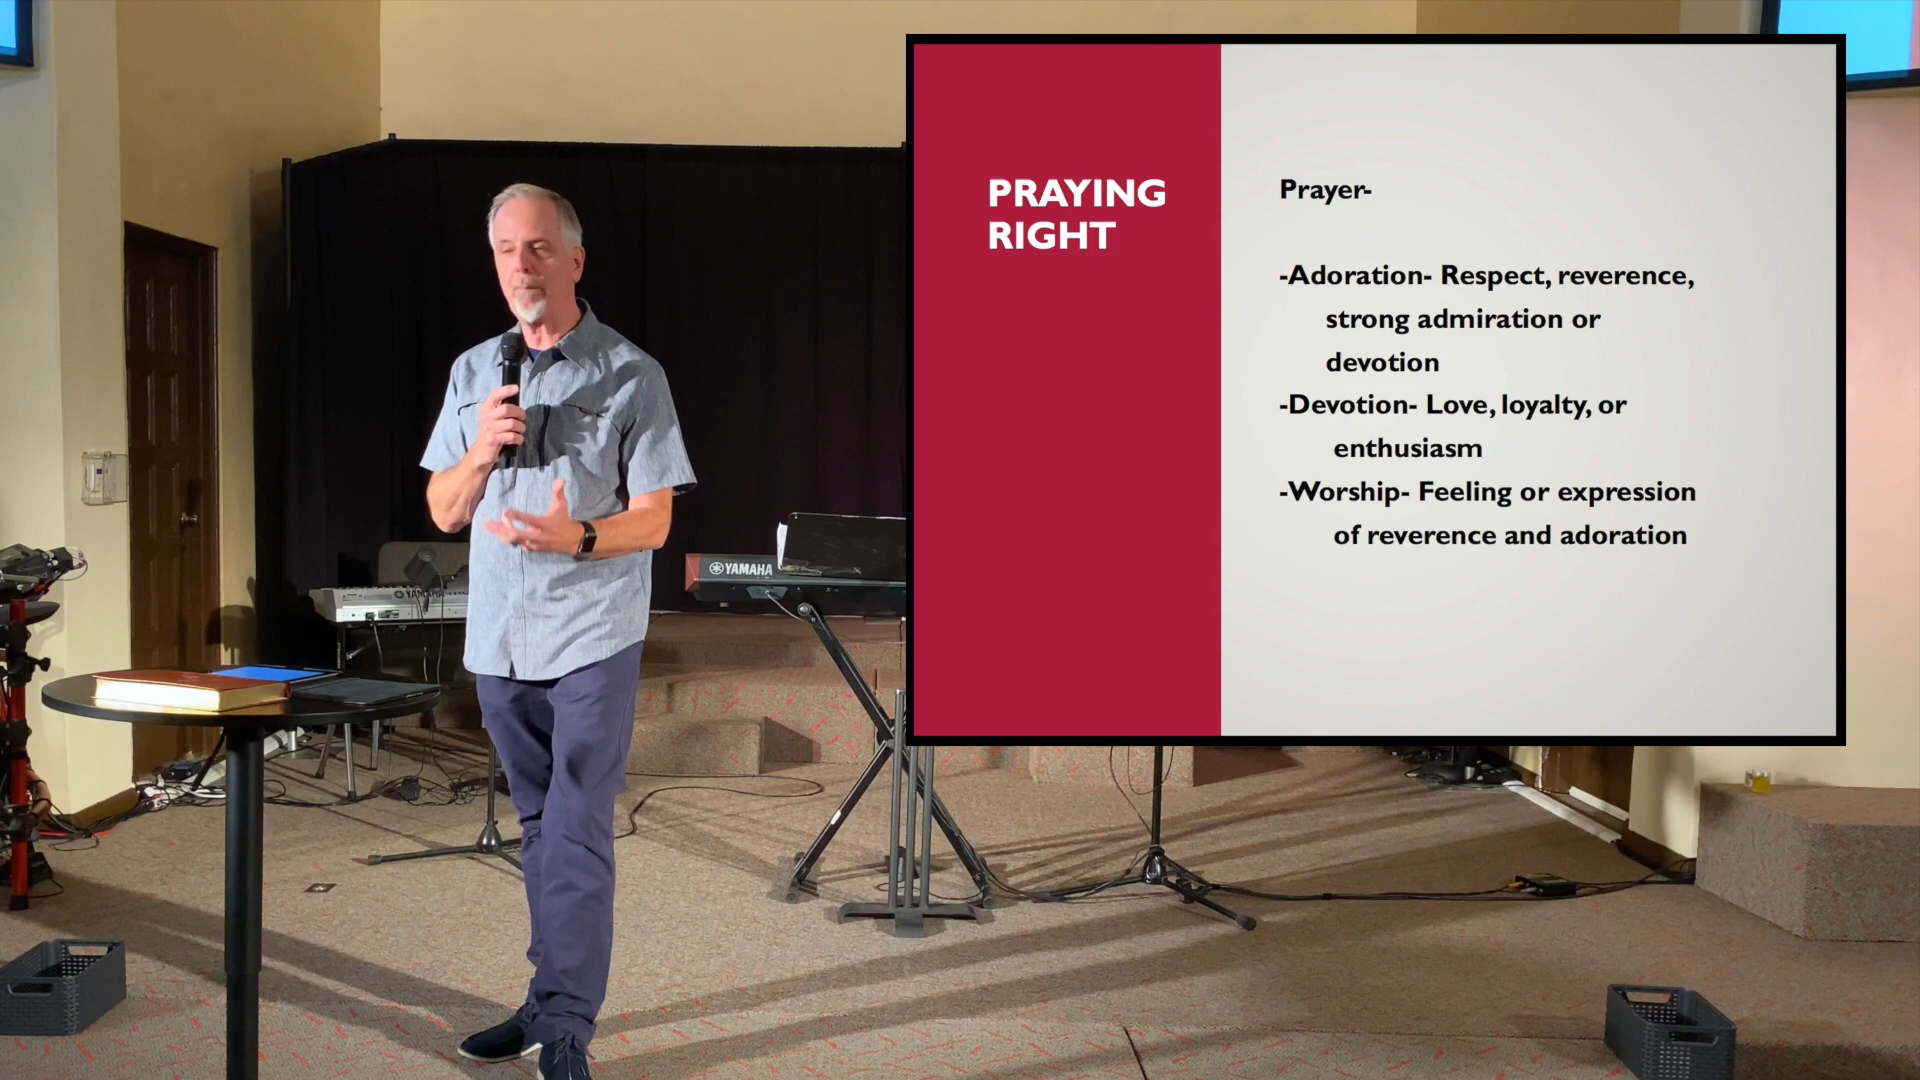 PRAYING
RIGHT
Prayer-
-Adoration- Respect, reverence,
strong admiration or
devotion
-Devotion- Love, loyalty, or
enthusiasm
-Worship- Feeling or expression
of reverence and adoration
YAMAHA
YAMAHA